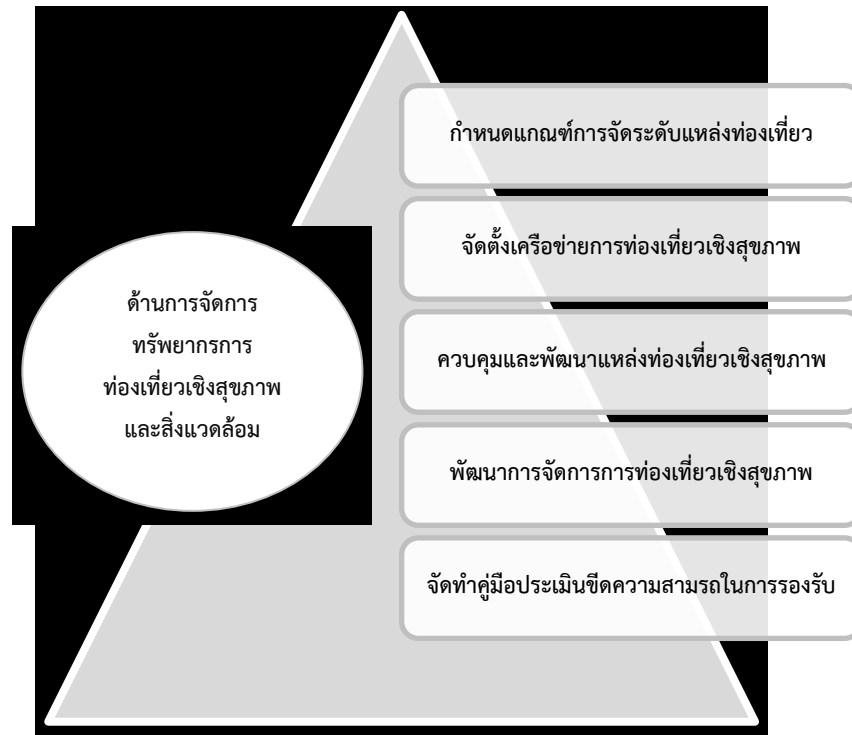 กำหนดแกณฑ์การจัดระดับแหล่งท่องเที่ยว
จัดตั้งเครือข่ายการท่องเที่ยวเชิงสุขภาพ
ด้านการจัดการ
ทรัพยากรการ
ท่องเที่ยวเชิงสุขภาพ
และสิ่งแวดล้อม
ควบคุมและพัฒนาแหล่งท่องเที่ยวเชิงสุขภาพ
พัฒนาการจัดการการท่องเที่ยวเชิงสุขภาพ
จัดทำคู่มือประเมินขีดความสามรถในการรองรับ